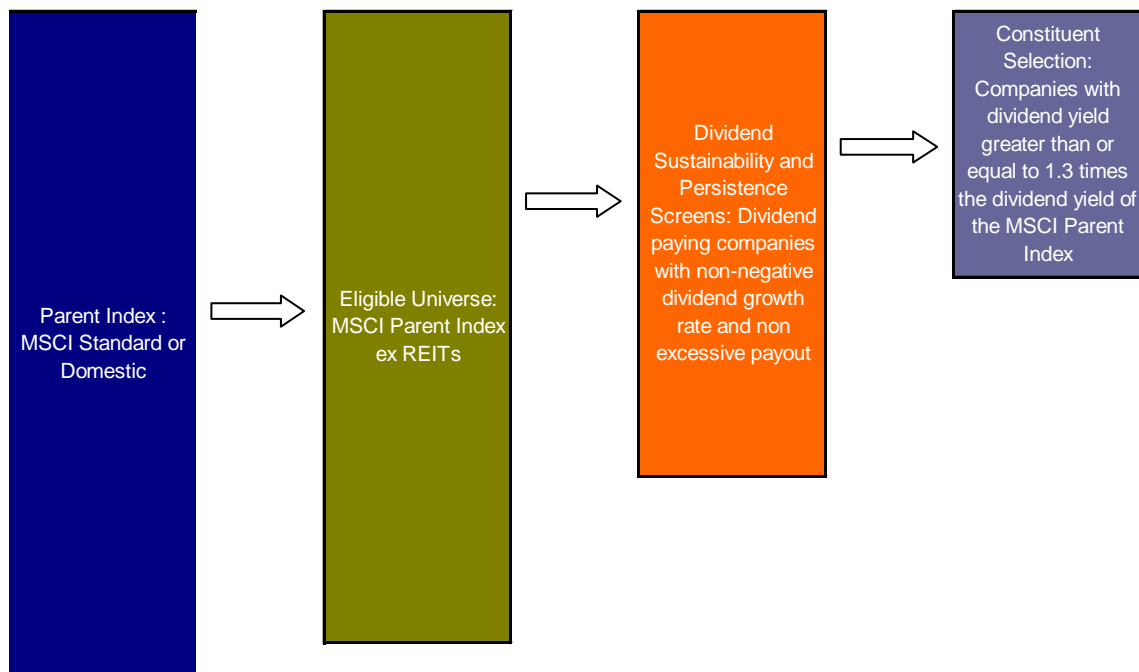 Parent Index :
MSCI Standard or
Domestic
Eligible Universe:
MSCI Parent Index
ex REITs
Dividend
Sustainability and
Persistence
Screens: Dividend
paying companies
with non-negative
dividend growth
rate and non
excessive payout
Constituent
Selection:
Companies with
dividend yield
greater than or
equal to 1.3 times
the dividend yield of
the MSCI Parent
Index